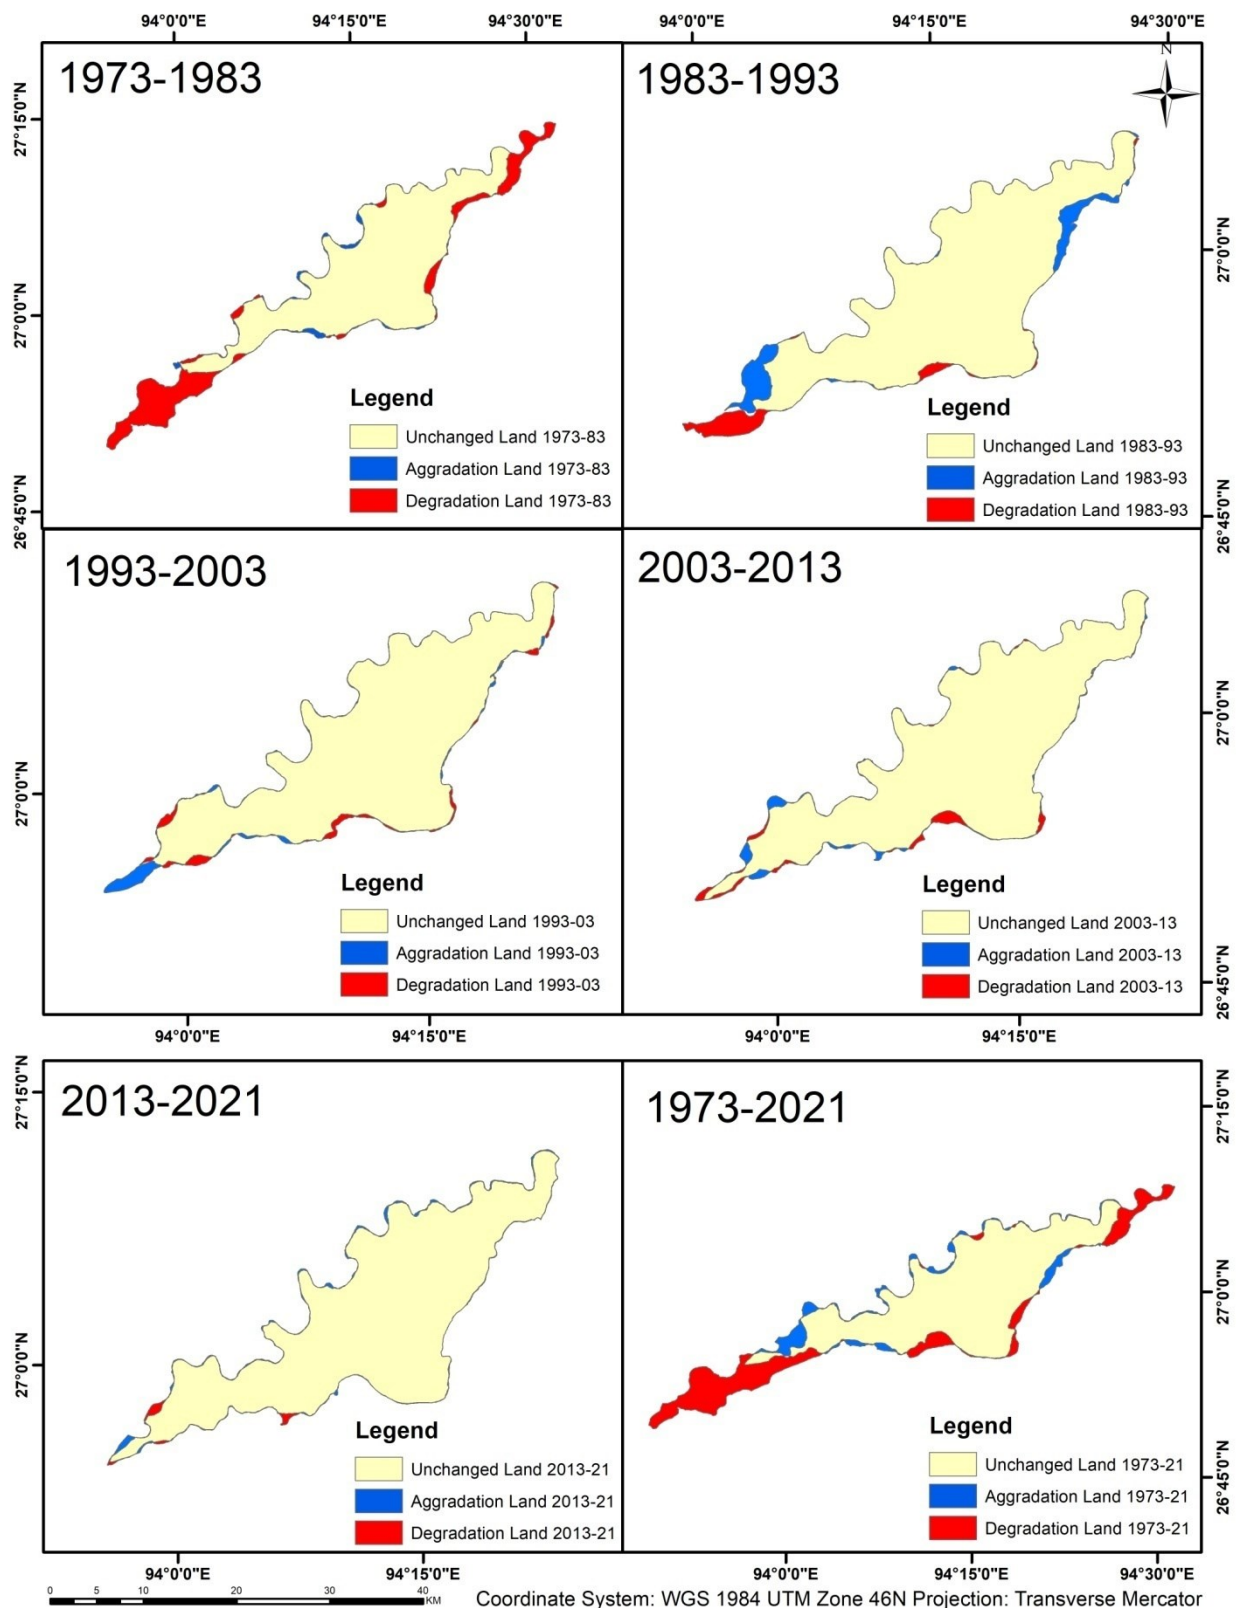 94°0'0"E 94°15'0"E 94°30'0"E
94°0'0"E 94°15'0"E 94°30'0"E
1973-1983
27°15'0"N
27°0'0"N
26°45'0"N
Legend
Unchanged Land 1973-83
Aggradation Land 1973-83
Degradation Land 1973-83
1983-1993
N
27°0'0"N
26°45'0"N
Legend
Unchanged Land 1983-93
Aggradation Land 1983-93
Degradation Land 1983-93
1993-2003
27°0'0"N
Legend
Unchanged Land 1993-03
Aggradation Land 1993-03
Degradation Land 1993-03
94°0'0"E 94°15'0"E
2003-2013
27°0'0"N
26°45'0"N
Legend
Unchanged Land 2003-13
Aggradation Land 2003-13
Degradation Land 2003-13
94°0'0"E 94°15'0"E
2013-2021
27°15'0"N
27°0'0"N
Legend
Unchanged Land 2013-21
Aggradation Land 2013-21
Degradation Land 2013-21
94°0'0"E 94°15'0"E
1973-2021
27°15'0"N
27°0'0"N
26°45'0"N
Legend
Unchanged Land 1973-21
Aggradation Land 1973-21
Degradation Land 1973-21
94°0'0"E 94°15'0"E 94°30'0"E
0 5 10 20 30 40
KM
Coordinate System: WGS 1984 UTM Zone 46N Projection: Transverse Mercator